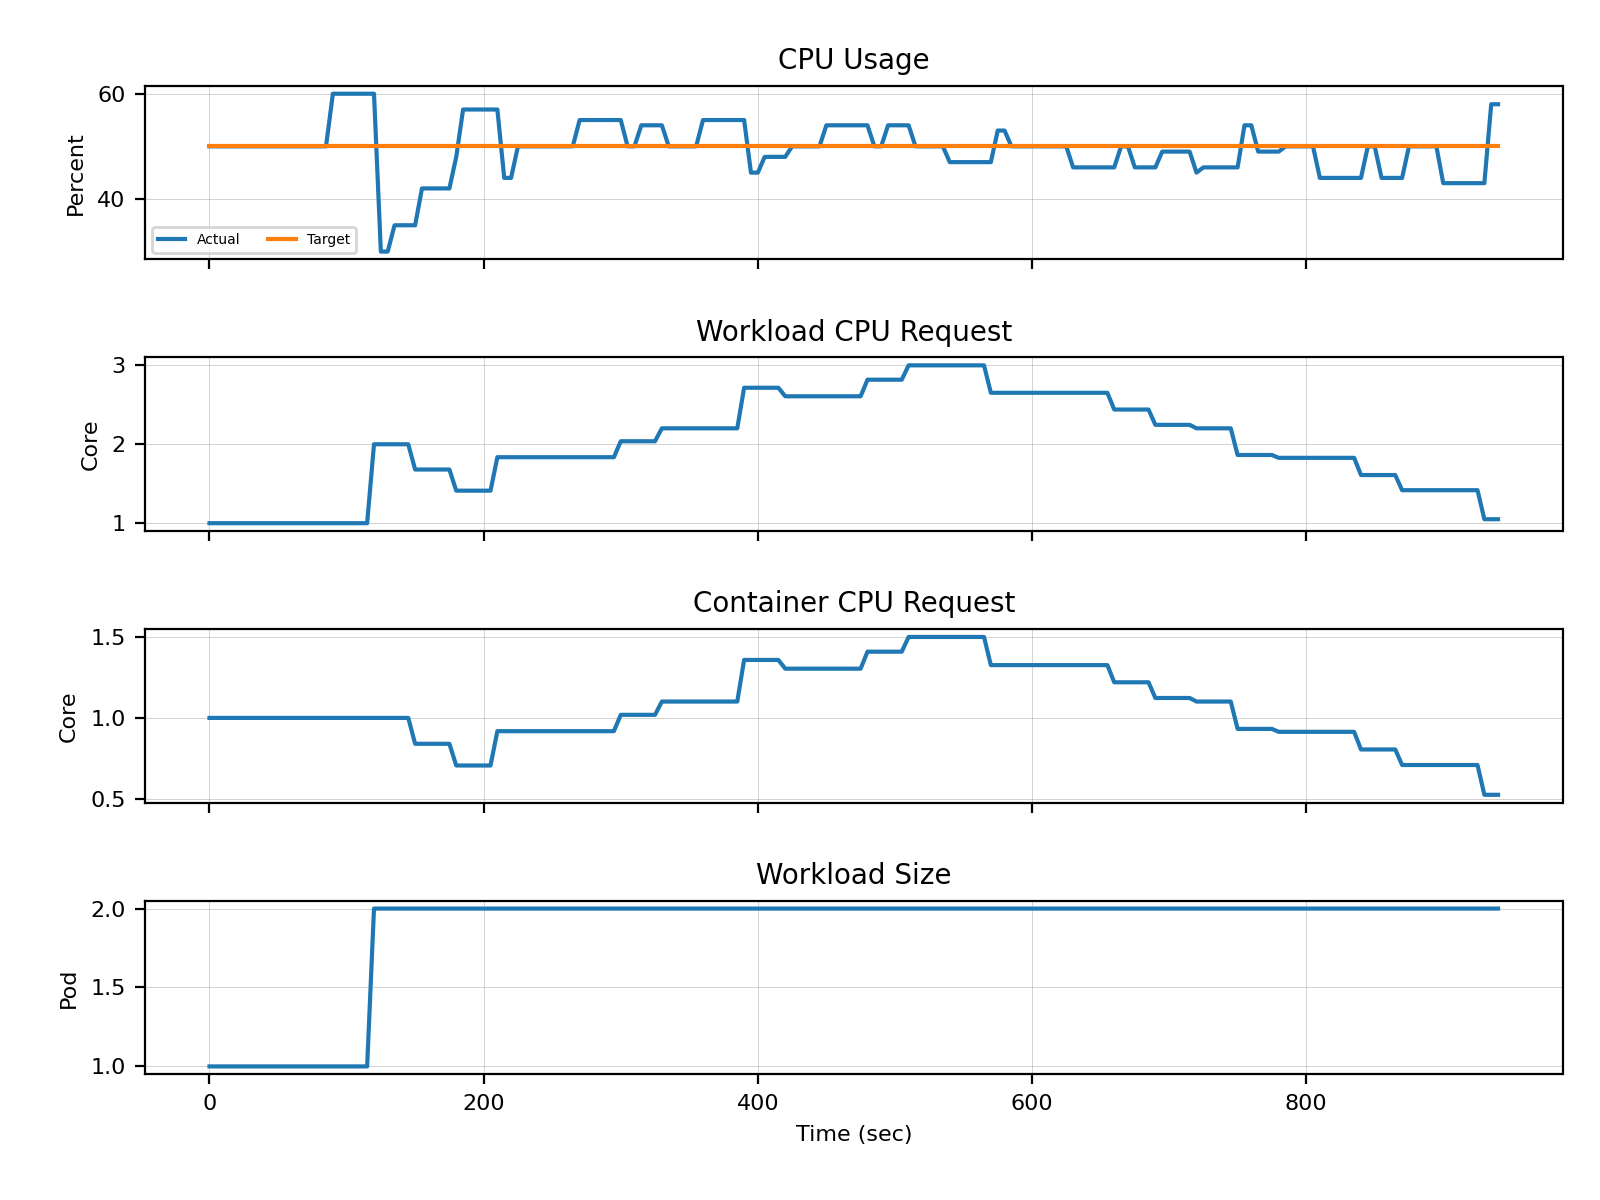 CPU Usage
60
40
Percent
Actual Target
Workload CPU Request
3
2
1
Core
Container CPU Request
1.5
1.0
0.5
Core
Workload Size
2.0
1.5
1.0
Pod
0 200 400 600 800
Time (sec)